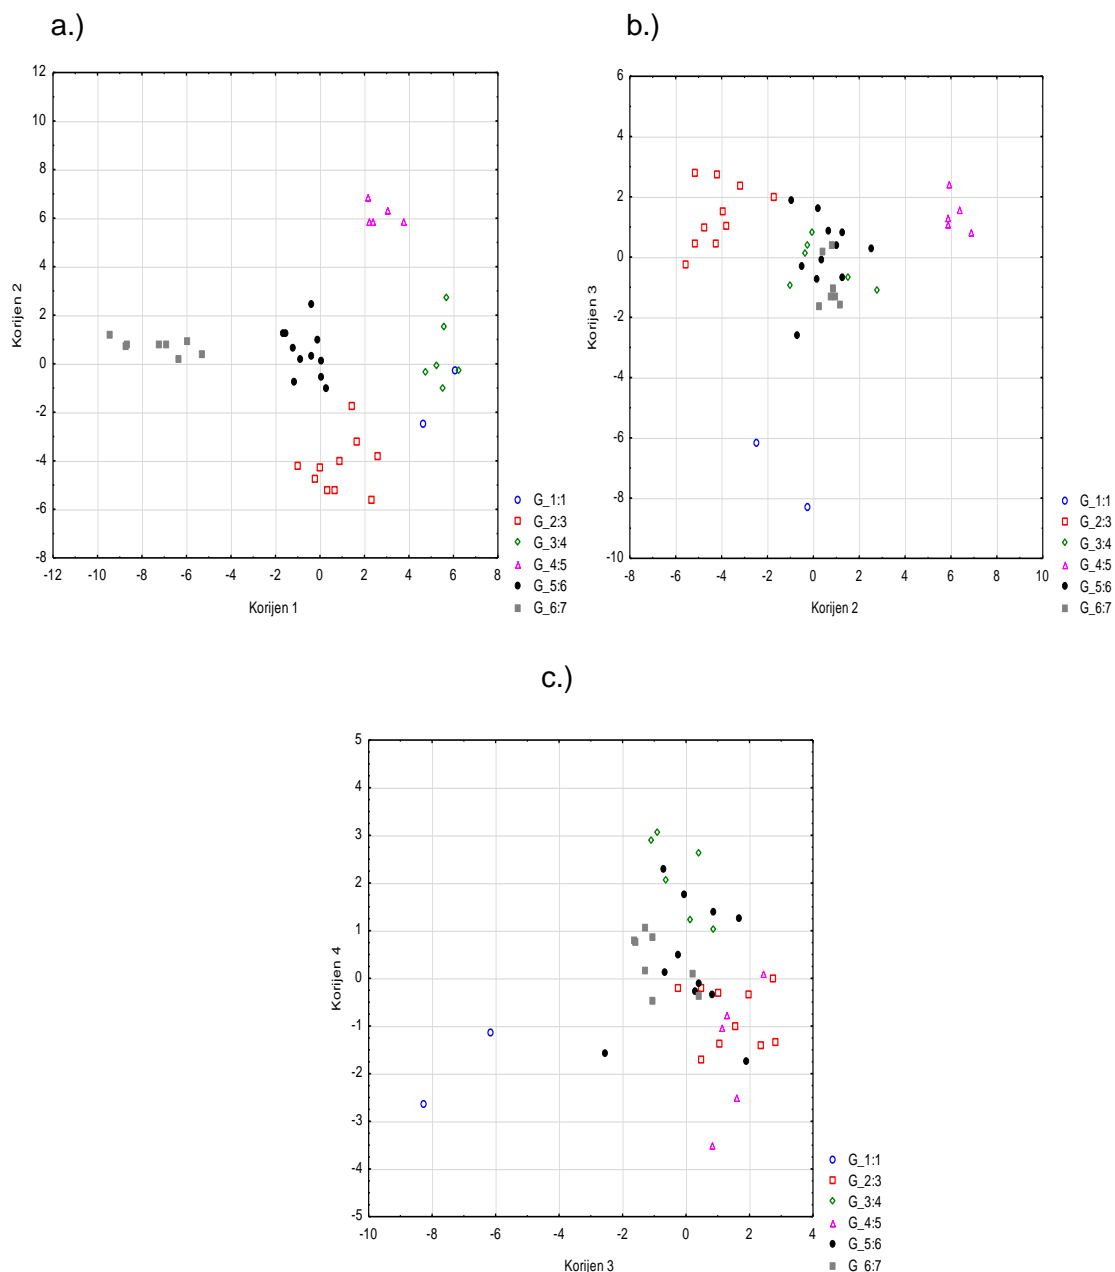 a.)
12
10
8
6
4
2
0
-2
-4
-6
-8
Korijen 2
-12 -10 -8 -6 -4 -2 0 2 4 6 8
Korijen 1
G_1:1
G_2:3
G_3:4
G_4:5
G_5:6
G_6:7
b.)
6
4
2
0
-2
-4
-6
-8
-10
Korijen 3
-8 -6 -4 -2 0 2 4 6 8 10
Korijen 2
G_1:1
G_2:3
G_3:4
G_4:5
G_5:6
G_6:7
c.)
5
4
3
2
1
0
-1
-2
-3
-4
-5
Korijen 4
-10 -8 -6 -4 -2 0 2 4
Korijen 3
G_1:1
G_2:3
G_3:4
G_4:5
G_5:6
G_6:7